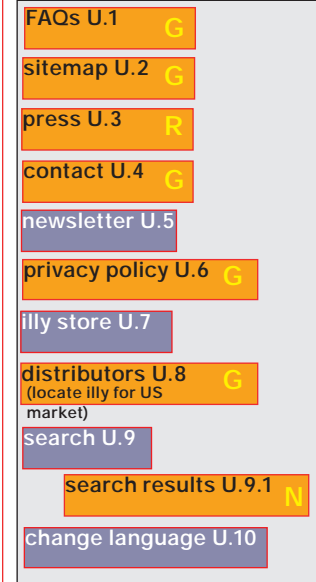 FAQs U.1 G
sitemap U.2 G
press U.3 R
contact U.4 G
newsletter U.5
privacy policy U.6 G
illy store U.7
distributors U.8 G
(locate illy for US
market)
search U.9
search results U.9.1 N
change language U.10